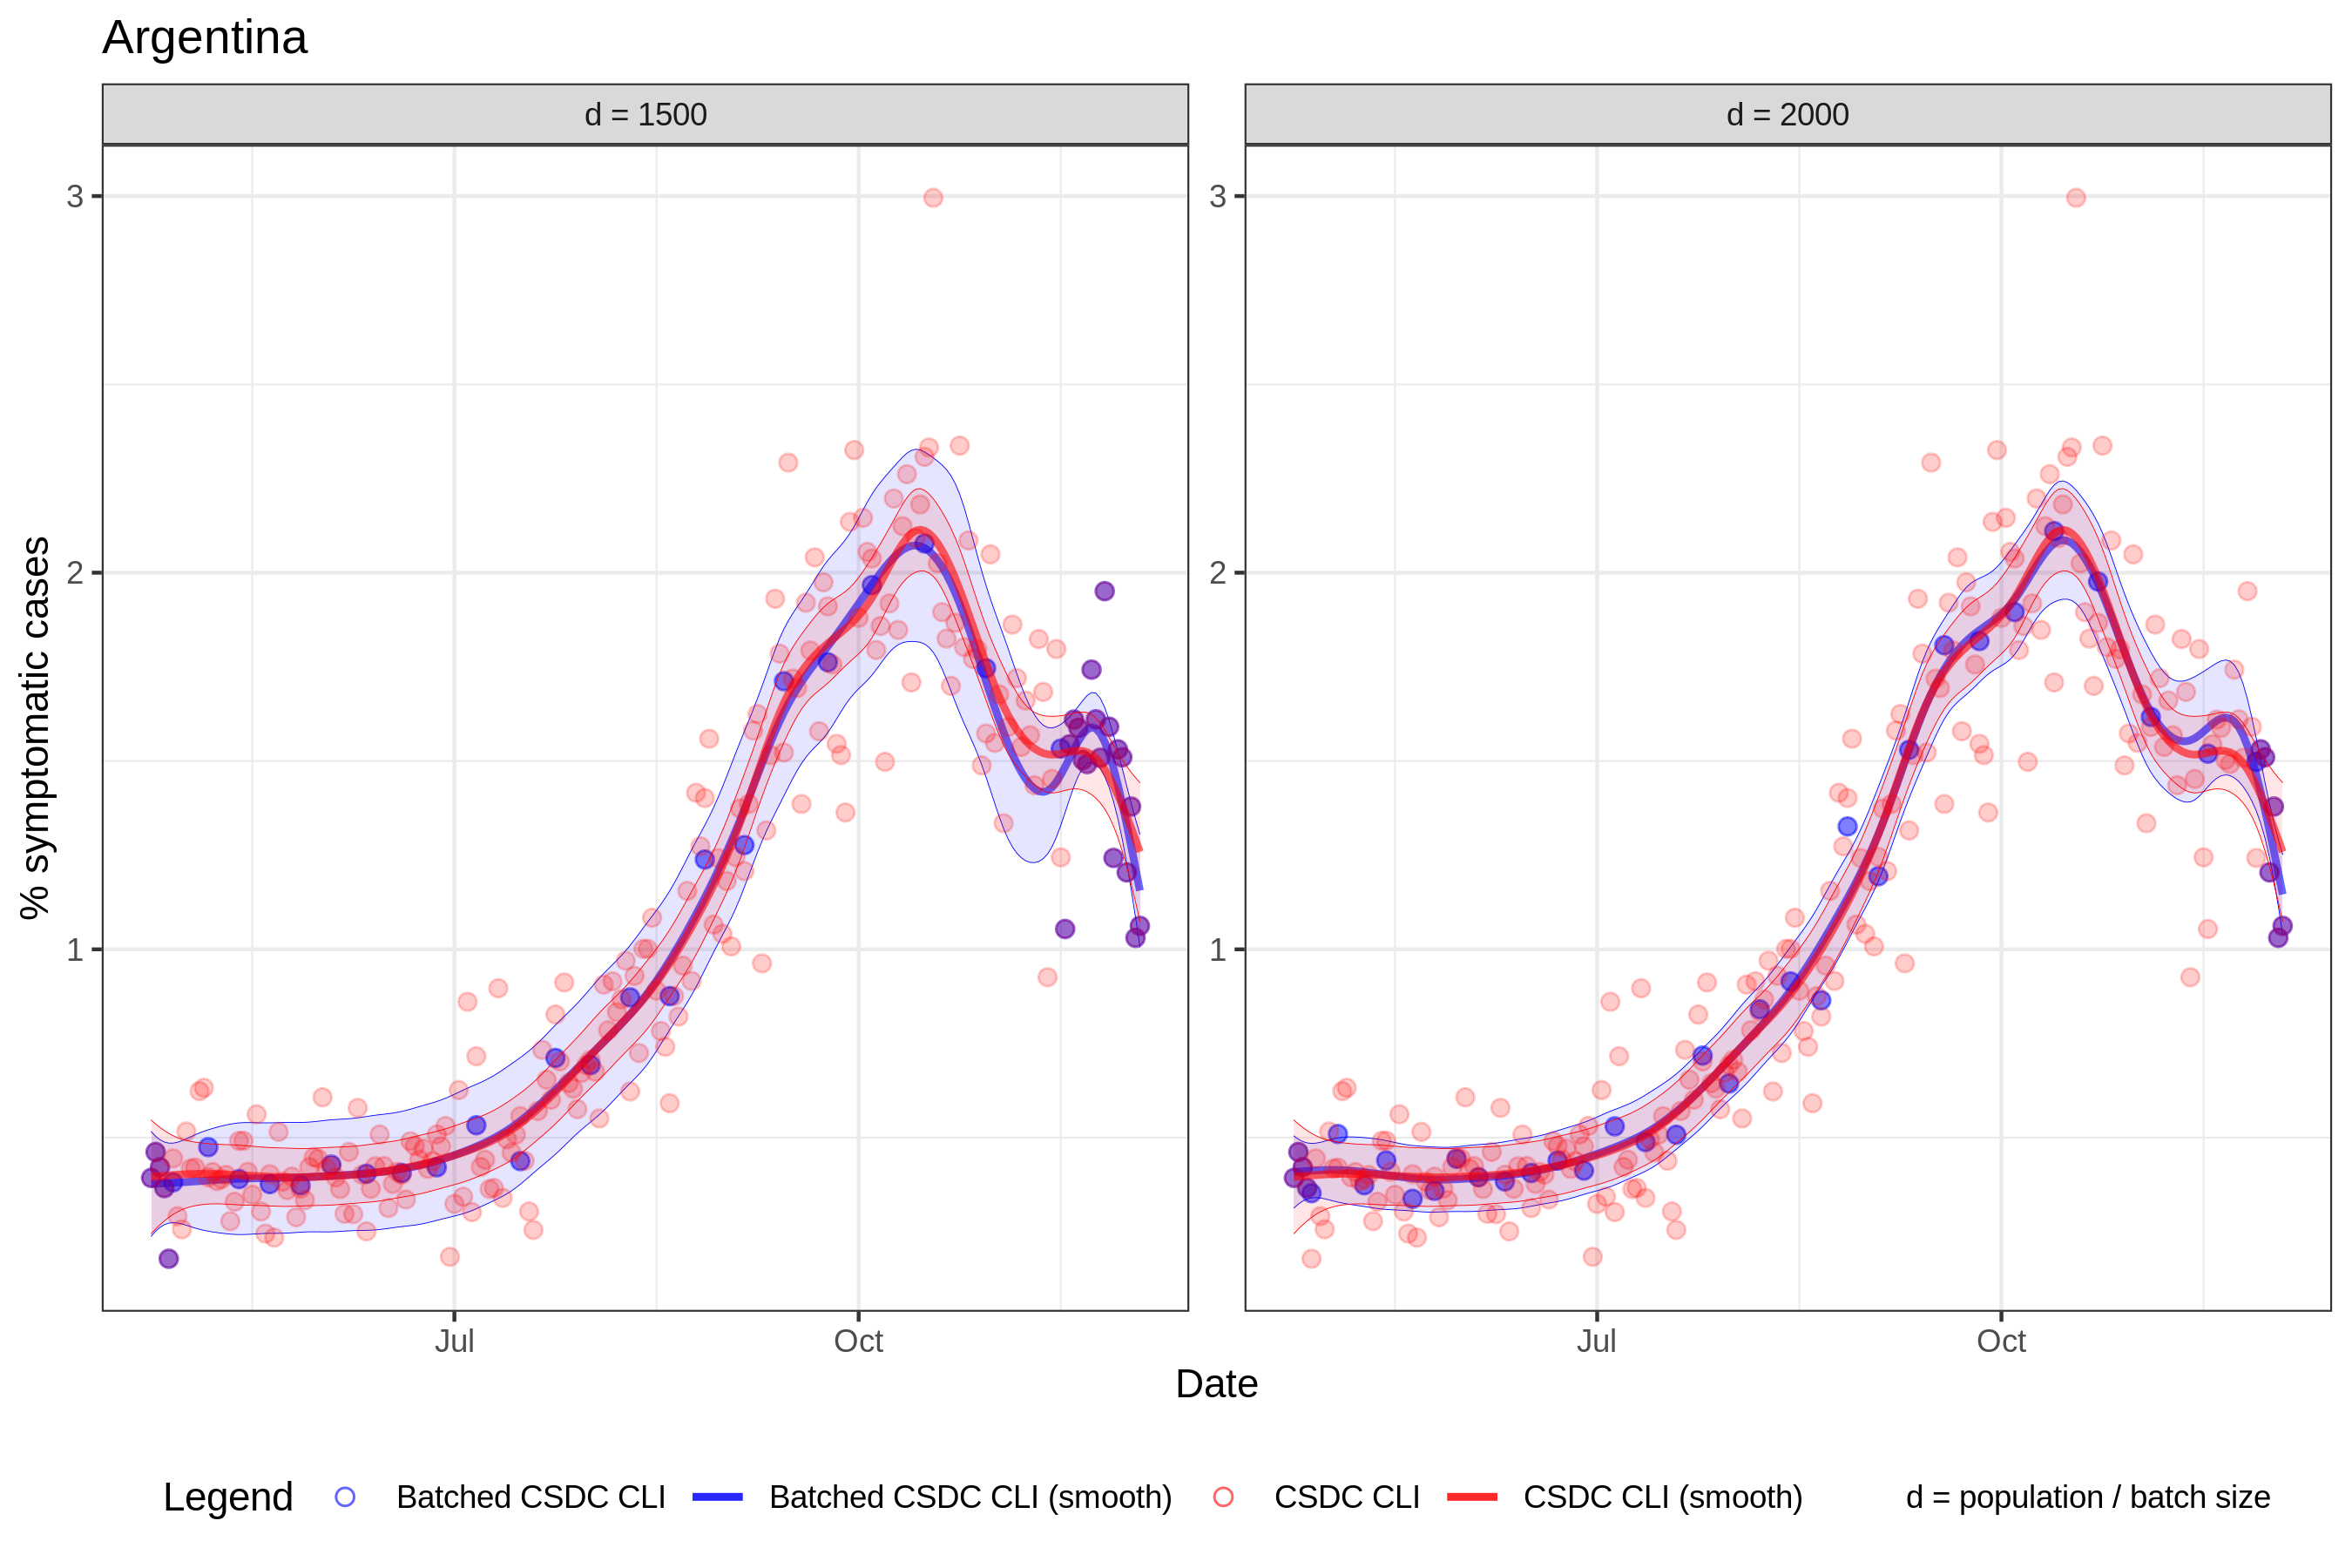 Argentina
d = 1500
d = 2000
% symptomatic cases
3
2
1
3
2
1
Jul
Oct
Jul
Oct
Date
Legend
Batched CSDC CLI
Batched CSDC CLI (smooth)
CSDC CLI
CSDC CLI (smooth)
d = population / batch size